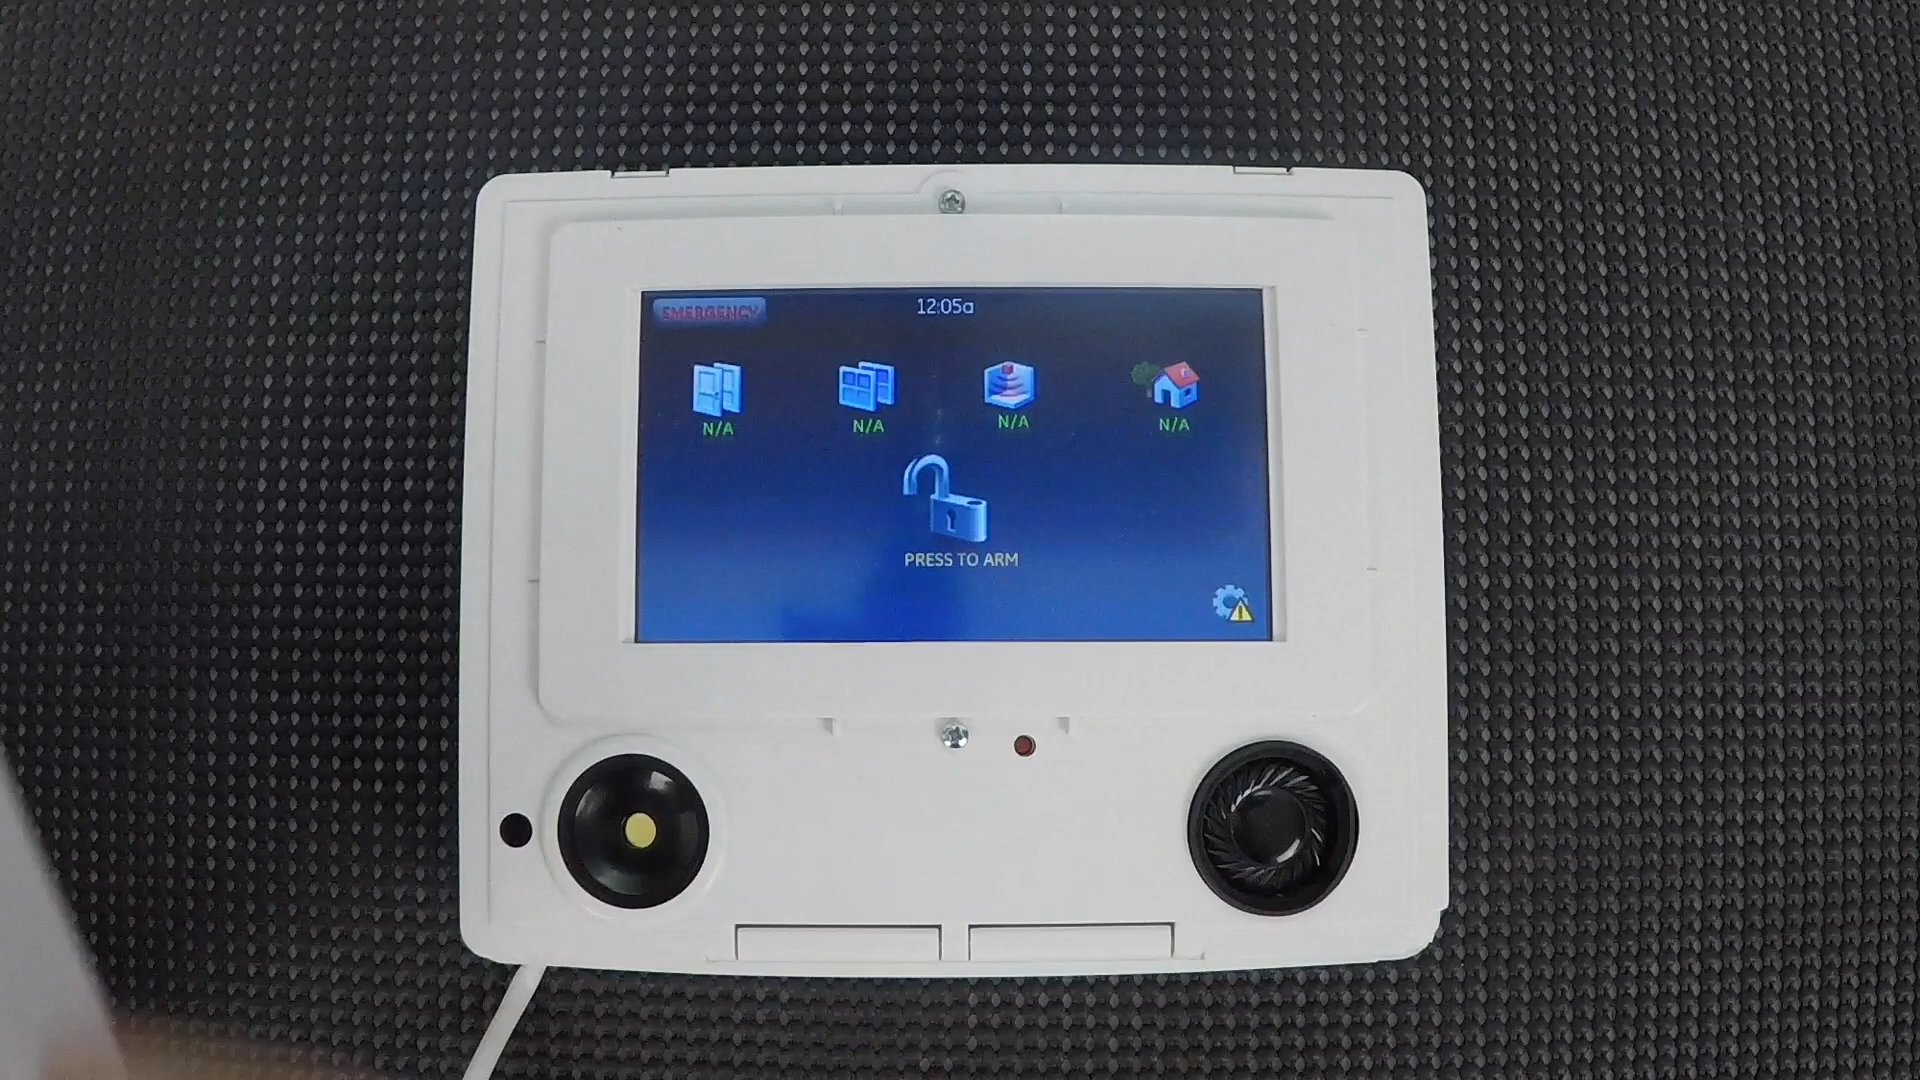 EMERGENCY
12:05a
N/A
N/A
N/A
N/A
PRESS TO ARM